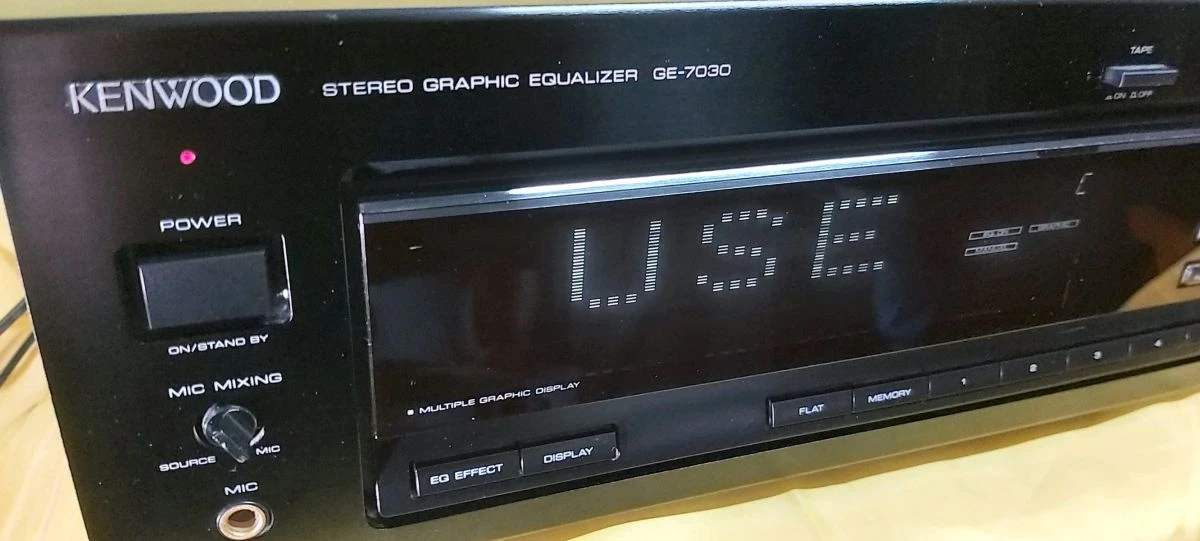 KENWOOD
STEREO GRAPHIC EQUALIZER GE-7030
TAPE
ON OFF
POWER
ON/STAND BY
USE
MIC MIXING
SOURCE MIC
MIC
MULTIPLE GRAPHIC DISPLAY
EQ EFFECT DISPLAY
FLAT MEMORY 1 2 3 4